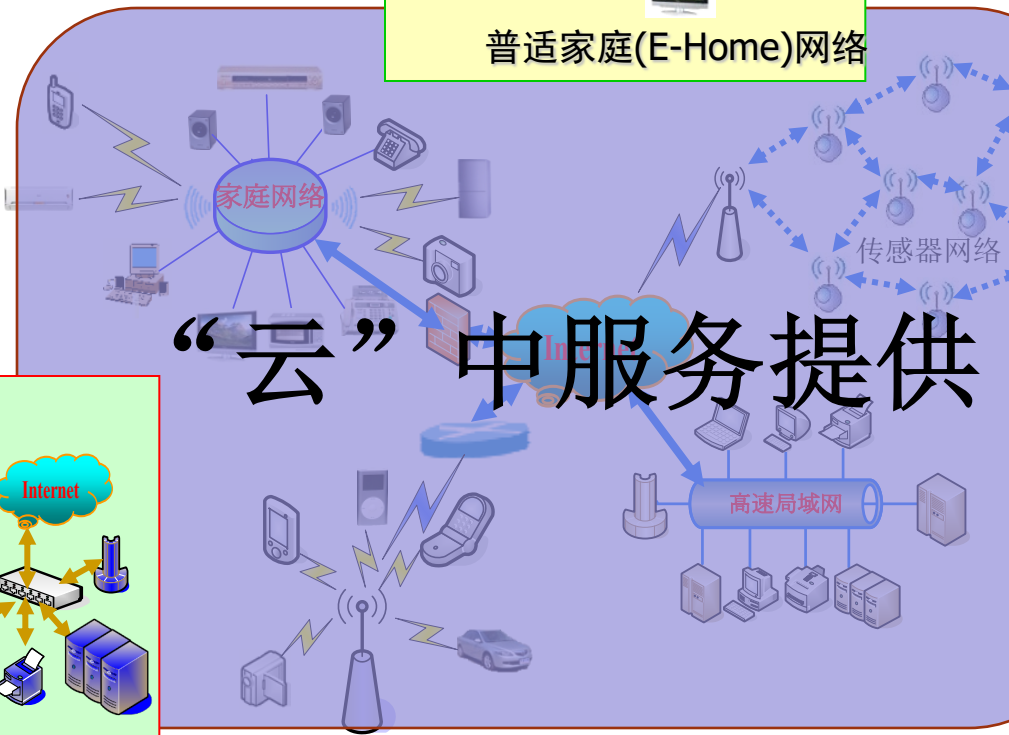 普适家庭(E-Home)网络
家庭网络
传感器网络
“云”中服务提供
Internet
高速局域网
Internet